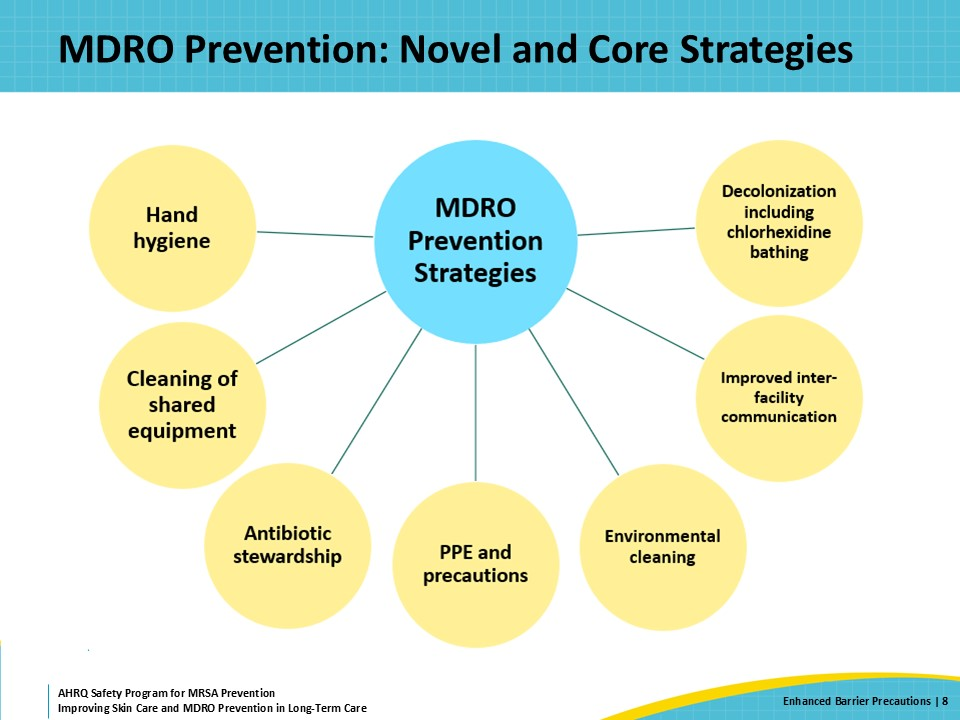 MDRO Prevention: Novel and Core Strategies
MDRO
Prevention
Strategies
Hand
hygiene
Cleaning of
shared
equipment
Antibiotic
stewardship
PPE and
precautions
Environmental
cleaning
Improved inter-
facility
communication
Decolonization
including
chlorhexidine
bathing
AHRQ Safety Program for MRSA Prevention
Improving Skin Care and MDRO Prevention in Long-Term Care
Enhanced Barrier Precautions | 8